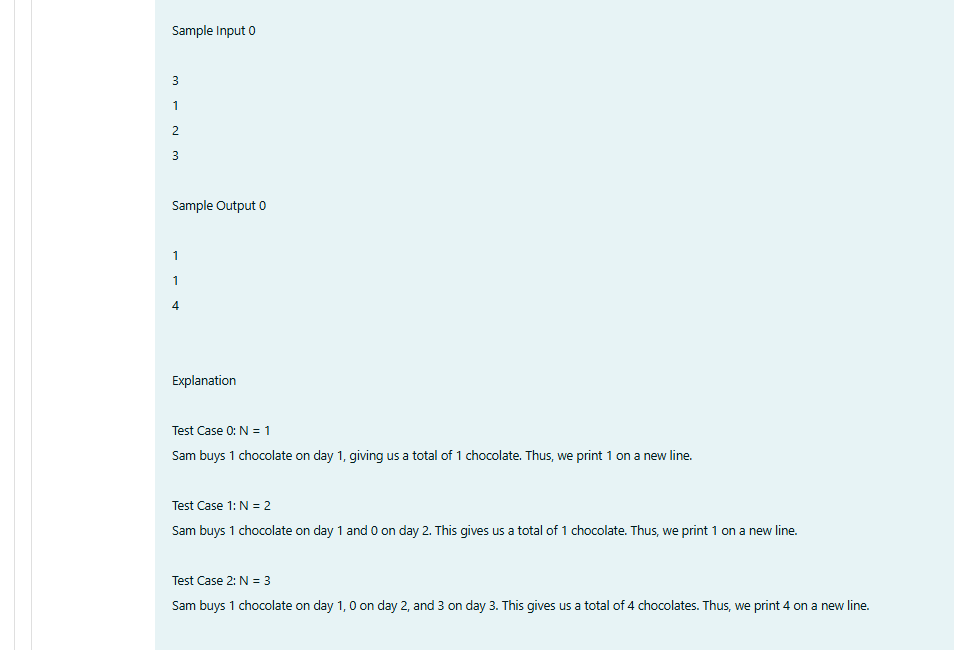 Sample Input 0
3
1
2
3
Sample Output 0
1
1
4
Explanation
Test Case 0: N = 1
Sam buys 1 chocolate on day 1, giving us a total of 1 chocolate. Thus, we print 1 on a new line.
Test Case 1: N = 2
Sam buys 1 chocolate on day 1 and 0 on day 2. This gives us a total of 1 chocolate. Thus, we print 1 on a new line.
Test Case 2: N = 3
Sam buys 1 chocolate on day 1, 0 on day 2, and 3 on day 3. This gives us a total of 4 chocolates. Thus, we print 4 on a new line.